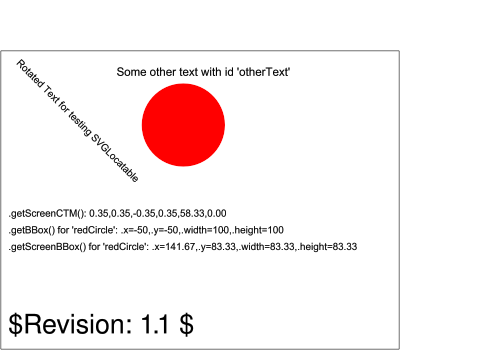 Some other text with id 'otherText'
Rotated Text for testing SVGLocatable
.getScreenCTM(): 0.35,0.35,-0.35,0.35,58.33,0.00
.getBBox() for 'redCircle': .x=-50,.y=-50,.width=100,.height=100
.getScreenBBox() for 'redCircle': .x=141.67,.y=83.33,.width=83.33,.height=83.33
$Revision: 1.1 $